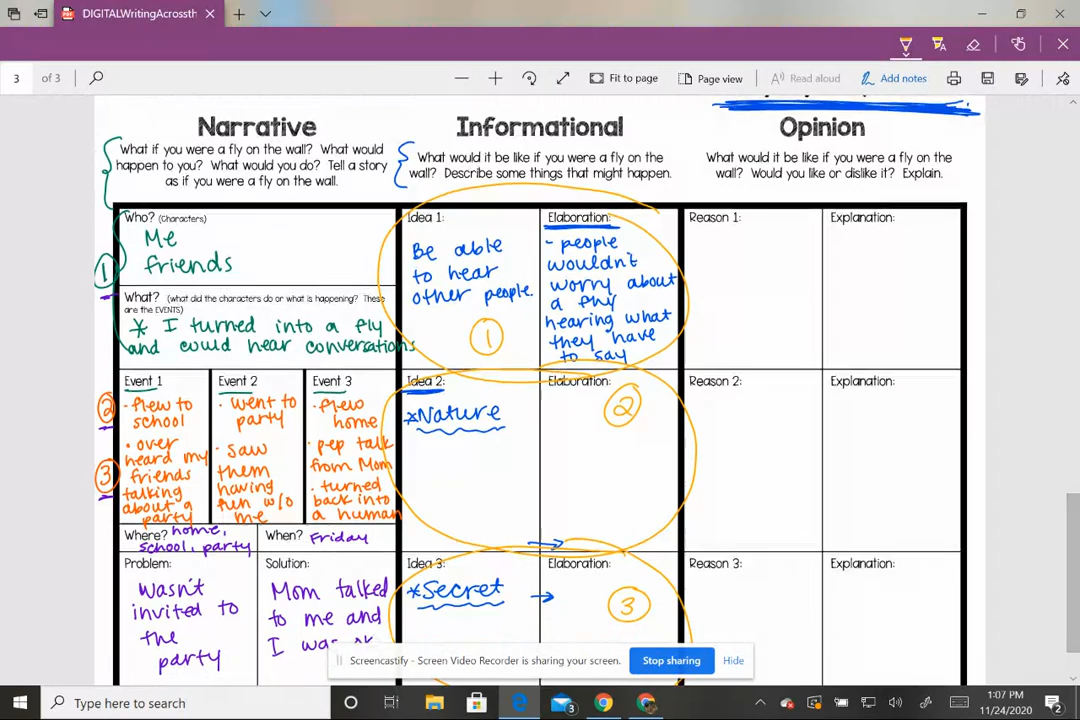 DIGITALWritingAcrossth
3 of 3
Fit to page
Page view
Read aloud
Add notes
Narrative
What if you were a fly on the wall? What would
happen to you? What would you do? Tell a story
as if you were a fly on the wall.
Informational
What would it be like if you were a fly on the
wall? Describe some things that might happen.
Opinion
What would it be like if you were a fly on the
wall? Would you like or dislike it? Explain.
Who? (Characters)
Me
friends
1
What? (what did the characters do or what is happening? These
are the EVENTS)
* I turned into a fly
and could hear conversations
Event 1
• flew to
school
• over
heard my
friends
talking
about a
party
Event 2
• went to
party
• saw
them
having
fun w/o
me
Event 3
• flew
home
• pep talk
from Mom
• turned
back into
a human
2
3
Where? home,
school, party
When? Friday
Problem:
wasn't
invited to
the
party
Solution:
Mom talked
to me and
I was
Idea 1:
Be able
to hear
other people.
1
Elaboration:
- people
wouldn't
worry about
a fly
hearing what
they have
to say
Idea 2:
*Nature
Elaboration:
2
Idea 3:
*Secret
Elaboration:
3
Reason 1:
Explanation:
Reason 2:
Explanation:
Reason 3:
Explanation:
Screencastify - Screen Video Recorder is sharing your screen.
Stop sharing
Hide
Type here to search
3
1:07 PM
11/24/2020
2